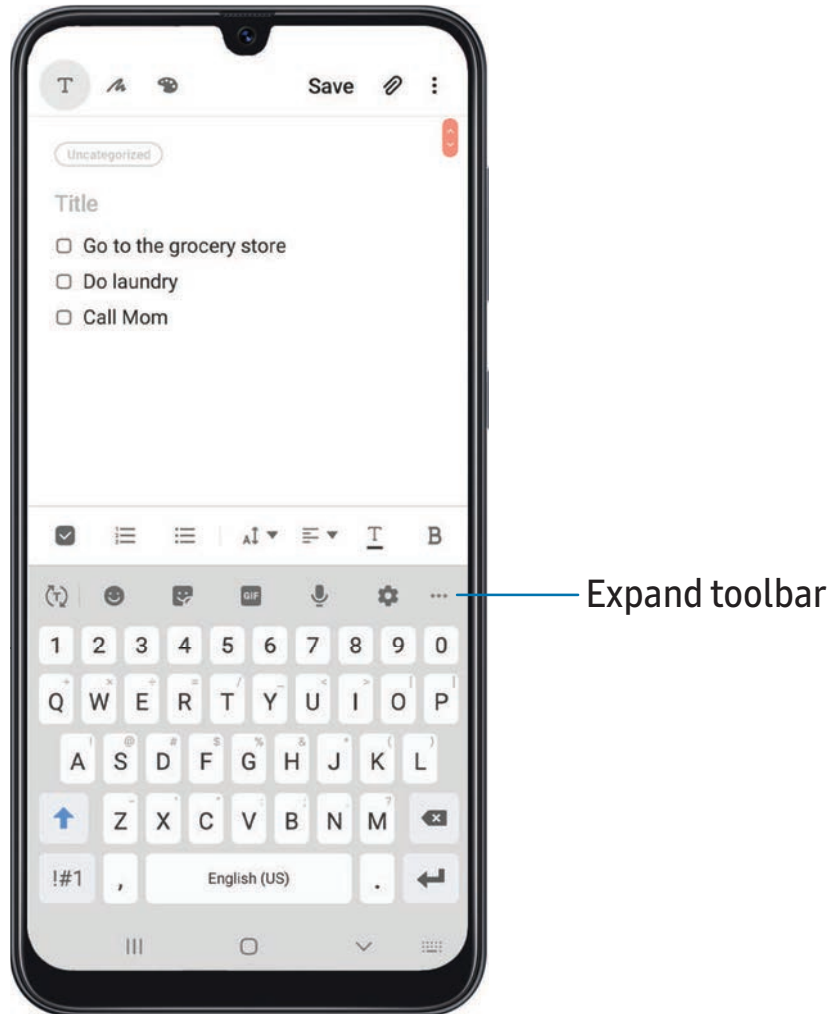 T Save
Uncategorized
Title
Go to the grocery store
Do laundry
Call Mom
A T B
T GIF
Expand toolbar
1 2 3 4 5 6 7 8 9 0
Q W E R T Y U I O P
A S D F G H J K L
Z X C V B N M
!#1 , English (US) .